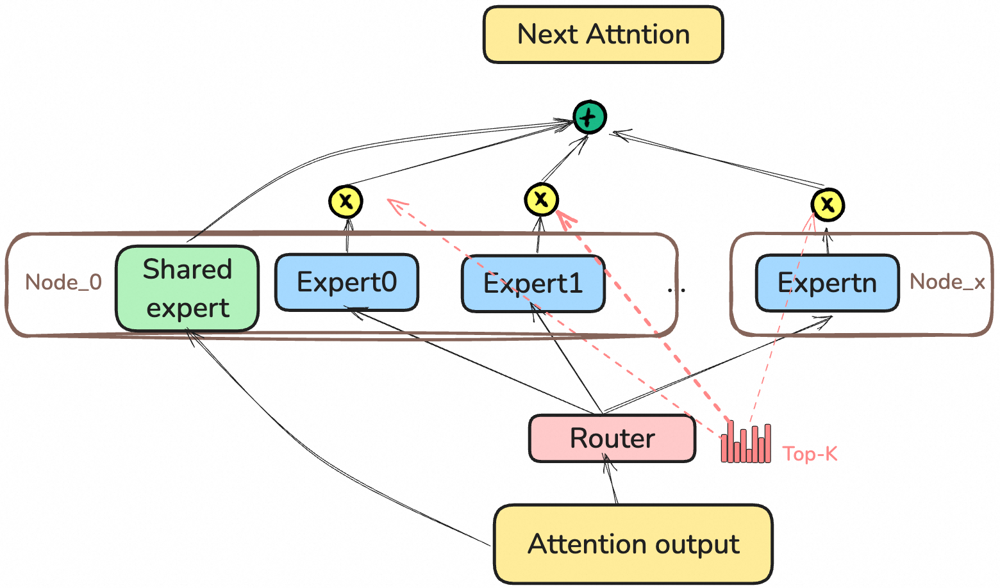 Next Attntion
+
x
x
x
Node_0
Shared
expert
Expert0
Expert1
...
Expertn
Node_x
Router
Top-K
Attention output